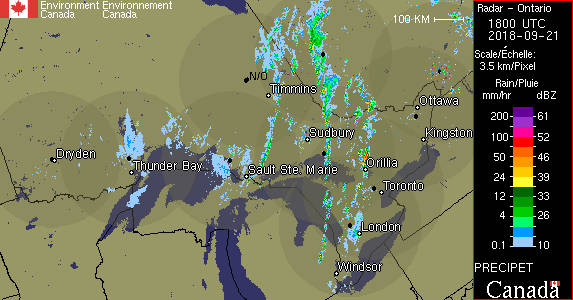 Environment Environnement
Canada Canada
100 KM
N/O
Timmins
Ottawa
Sudbury
Kingston
Dryden
Thunder Bay
Sault Ste. Marie
Orillia
Toronto
London
Windsor
Radar - Ontario
1800 UTC
2018-09-21
Scale/Échelle:
3.5 km/Pixel
Rain/Pluie
mm/hr dBZ
200 61
100 52
50 46
24 39
12 33
4 26
2 20
0.1 10
PRECIPET
Canada